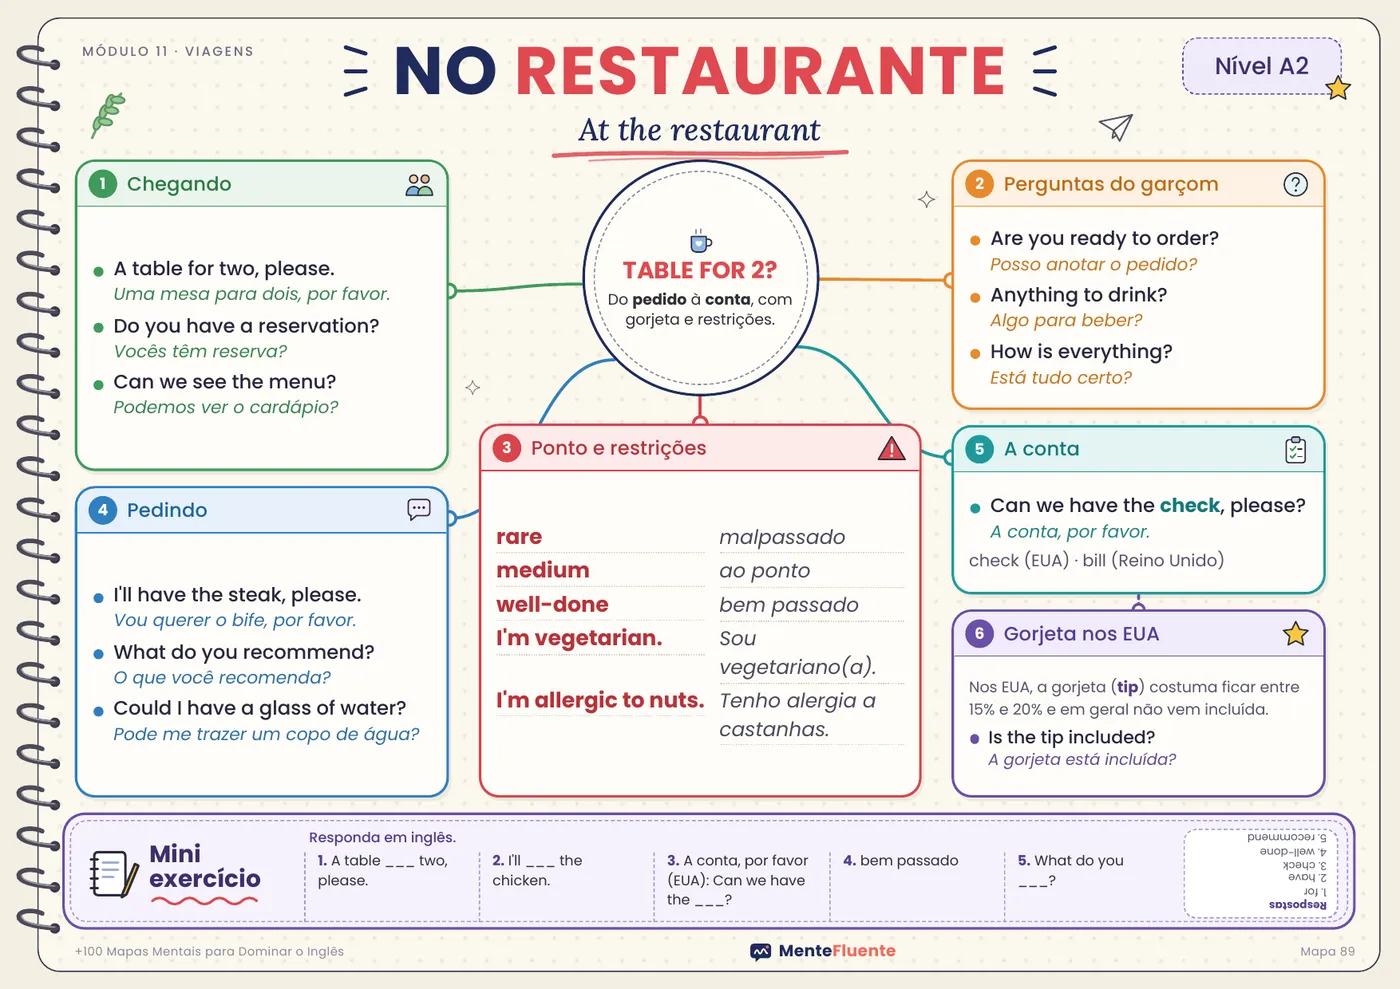 MÓDULO 11 · VIAGENS
NO RESTAURANTE
Nível A2
At the restaurant
1 Chegando
A table for two, please.
Uma mesa para dois, por favor.
Do you have a reservation?
Vocês têm reserva?
Can we see the menu?
Podemos ver o cardápio?
TABLE FOR 2?
Do pedido à conta, com
gorjeta e restrições.
2 Perguntas do garçom
Are you ready to order?
Posso anotar o pedido?
Anything to drink?
Algo para beber?
How is everything?
Está tudo certo?
3 Ponto e restrições
rare malpassado
medium ao ponto
well-done bem passado
I'm vegetarian. Sou
vegetariano(a).
I'm allergic to nuts. Tenho alergia a
castanhas.
4 Pedindo
I'll have the steak, please.
Vou querer o bife, por favor.
What do you recommend?
O que você recomenda?
Could I have a glass of water?
Pode me trazer um copo de água?
5 A conta
Can we have the check, please?
A conta, por favor.
check (EUA) · bill (Reino Unido)
6 Gorjeta nos EUA
Nos EUA, a gorjeta (tip) costuma ficar entre
15% e 20% e em geral não vem incluída.
Is the tip included?
A gorjeta está incluída?
Mini
exercício
Responda em inglês.
1. A table ___ two,
please.
2. I'll ___ the
chicken.
3. A conta, por favor
(EUA): Can we have
the ___?
4. bem passado
5. What do you
___?
Respostas
1. for
2. have
3. check
4. well-done
5. recommend
+100 Mapas Mentais para Dominar o Inglês
MenteFluente
Mapa 89